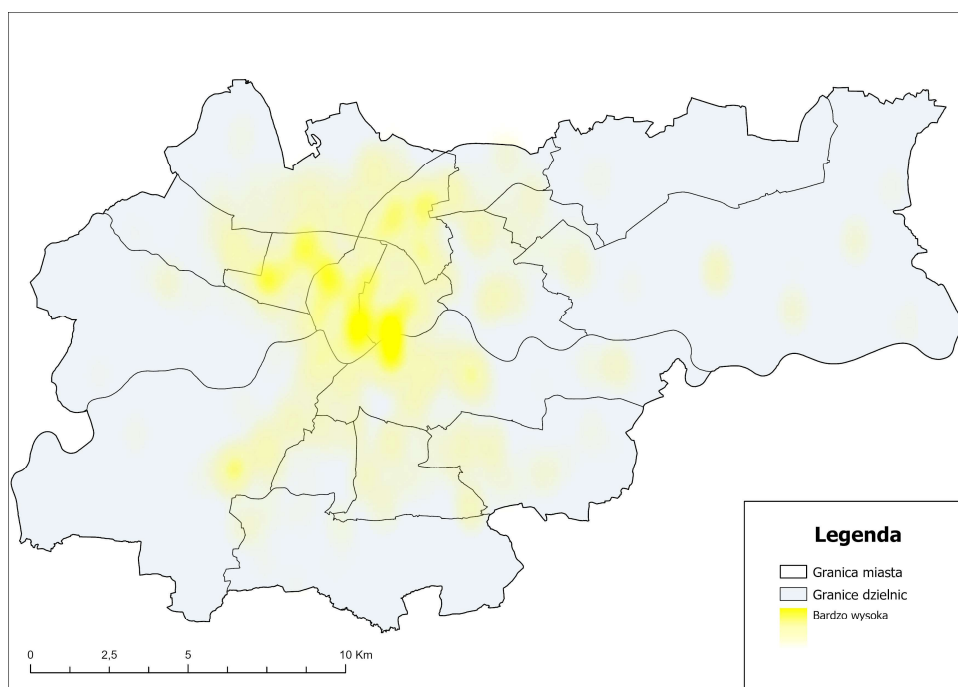 Legenda
Granica miasta
Granice dzielnic
Bardzo wysoka
0 2,5 5 10 Km